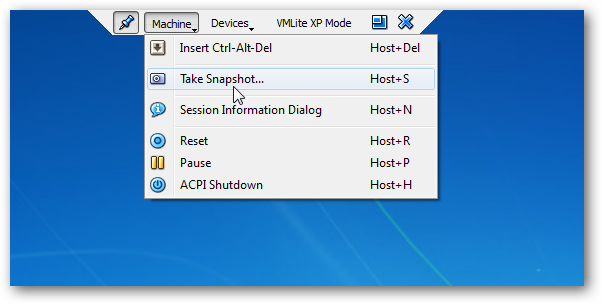 Machine Devices VMLite XP Mode
Insert Ctrl-Alt-Del Host+Del
Take Snapshot... Host+S
Session Information Dialog Host+N
Reset Host+R
Pause Host+P
ACPI Shutdown Host+H